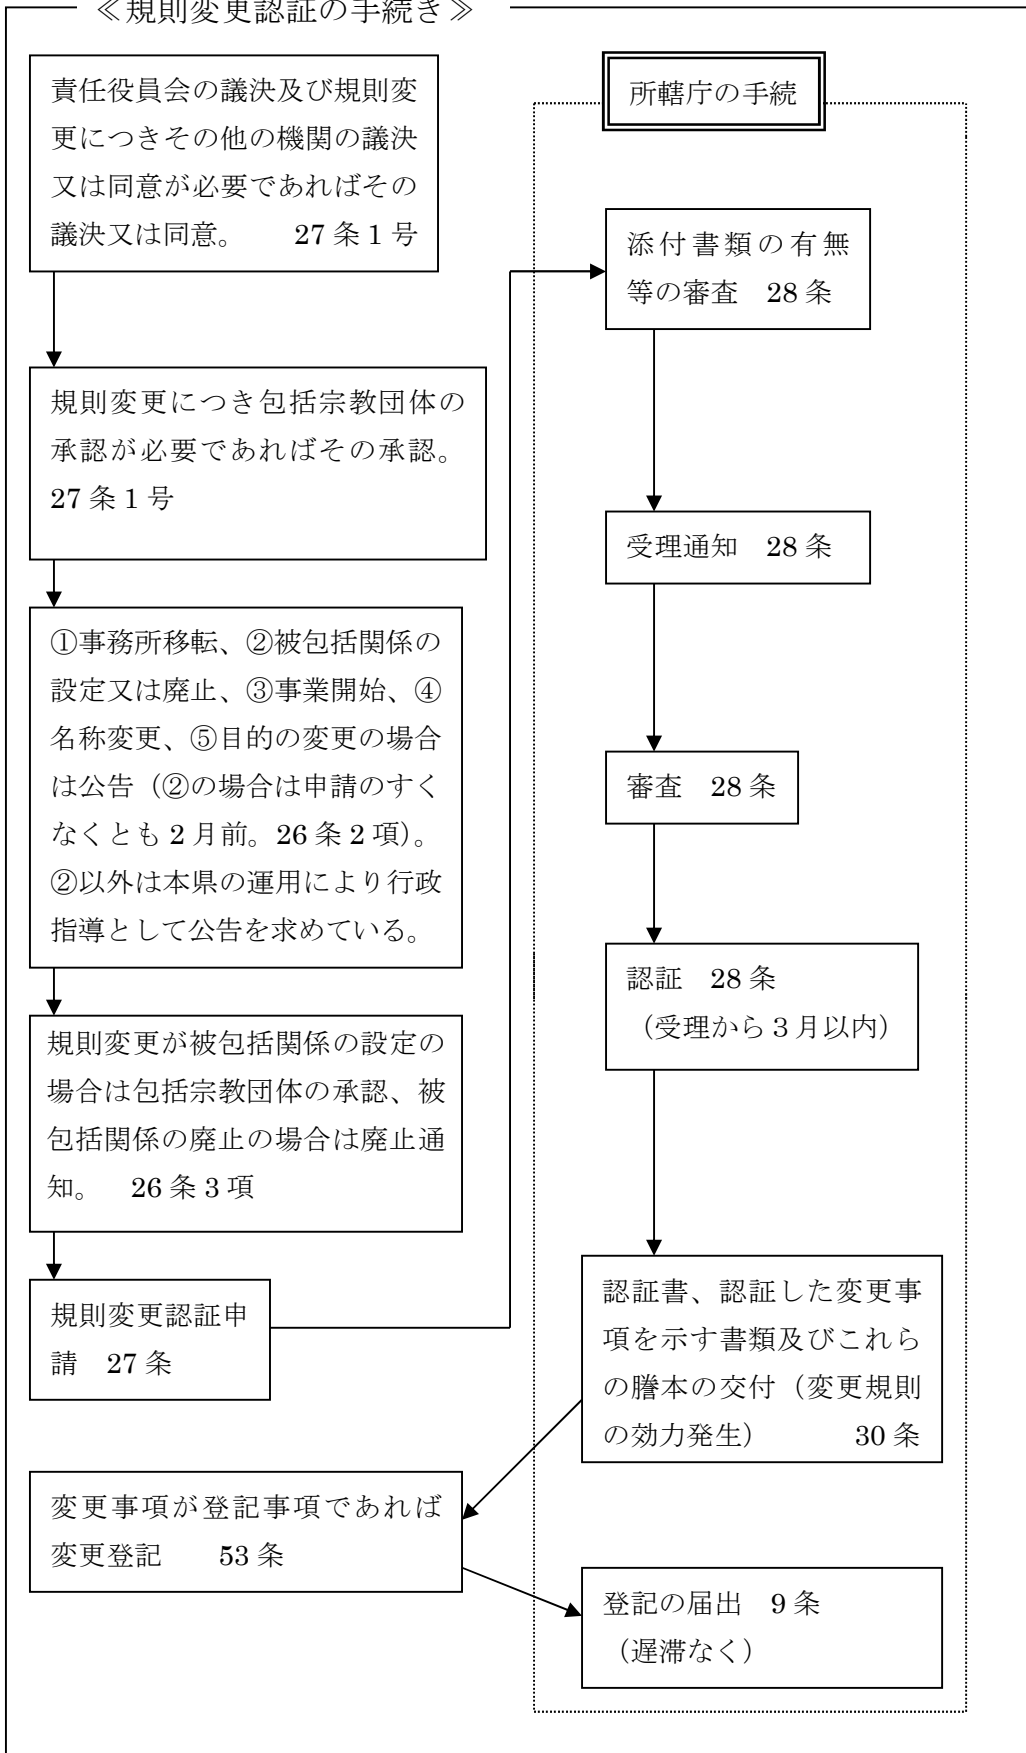 ≪規則変更認証の手続き≫
責任役員会の議決及び規則変
更につきその他の機関の議決
又は同意が必要であればその
議決又は同意。 27条1号
規則変更につき包括宗教団体の
承認が必要であればその承認。
27条1号
①事務所移転、②被包括関係の
設定又は廃止、③事業開始、④
名称変更、⑤目的の変更の場合
は公告（②の場合は申請のすく
なくとも2月前。26条2項）。
②以外は本県の運用により行政
指導として公告を求めている。
規則変更が被包括関係の設定の
場合は包括宗教団体の承認、被
包括関係の廃止の場合は廃止通
知。 26条3項
規則変更認証申
請 27条
所轄庁の手続
添付書類の有無
等の審査 28条
受理通知 28条
審査 28条
認証 28条
（受理から３月以内）
認証書、認証した変更事
項を示す書類及びこれら
の謄本の交付（変更規則
の効力発生） 30条
変更事項が登記事項であれば
変更登記 53条
登記の届出 9条
（遅滞なく）